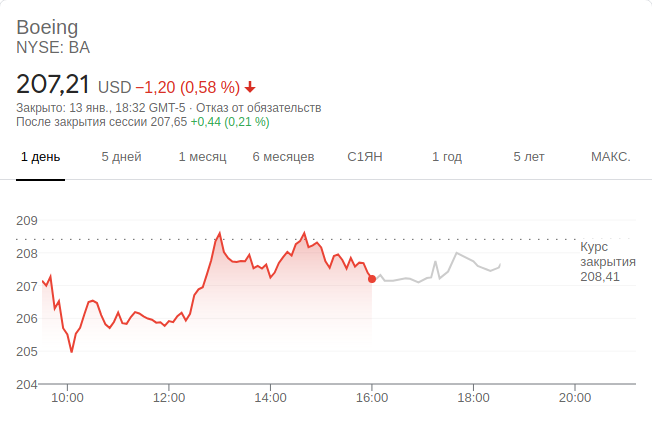 Boeing
NYSE: BA
207,21 USD −1,20 (0,58 %)
Закрыто: 13 янв., 18:32 GMT-5 · Отказ от обязательств
После закрытия сессии 207,65 +0,44 (0,21 %)
1 день 5 дней 1 месяц 6 месяцев С1ЯН 1 год 5 лет МАКС.
209
208
207
206
205
204
Курс
закрытия
208,41
10:00 12:00 14:00 16:00 18:00 20:00